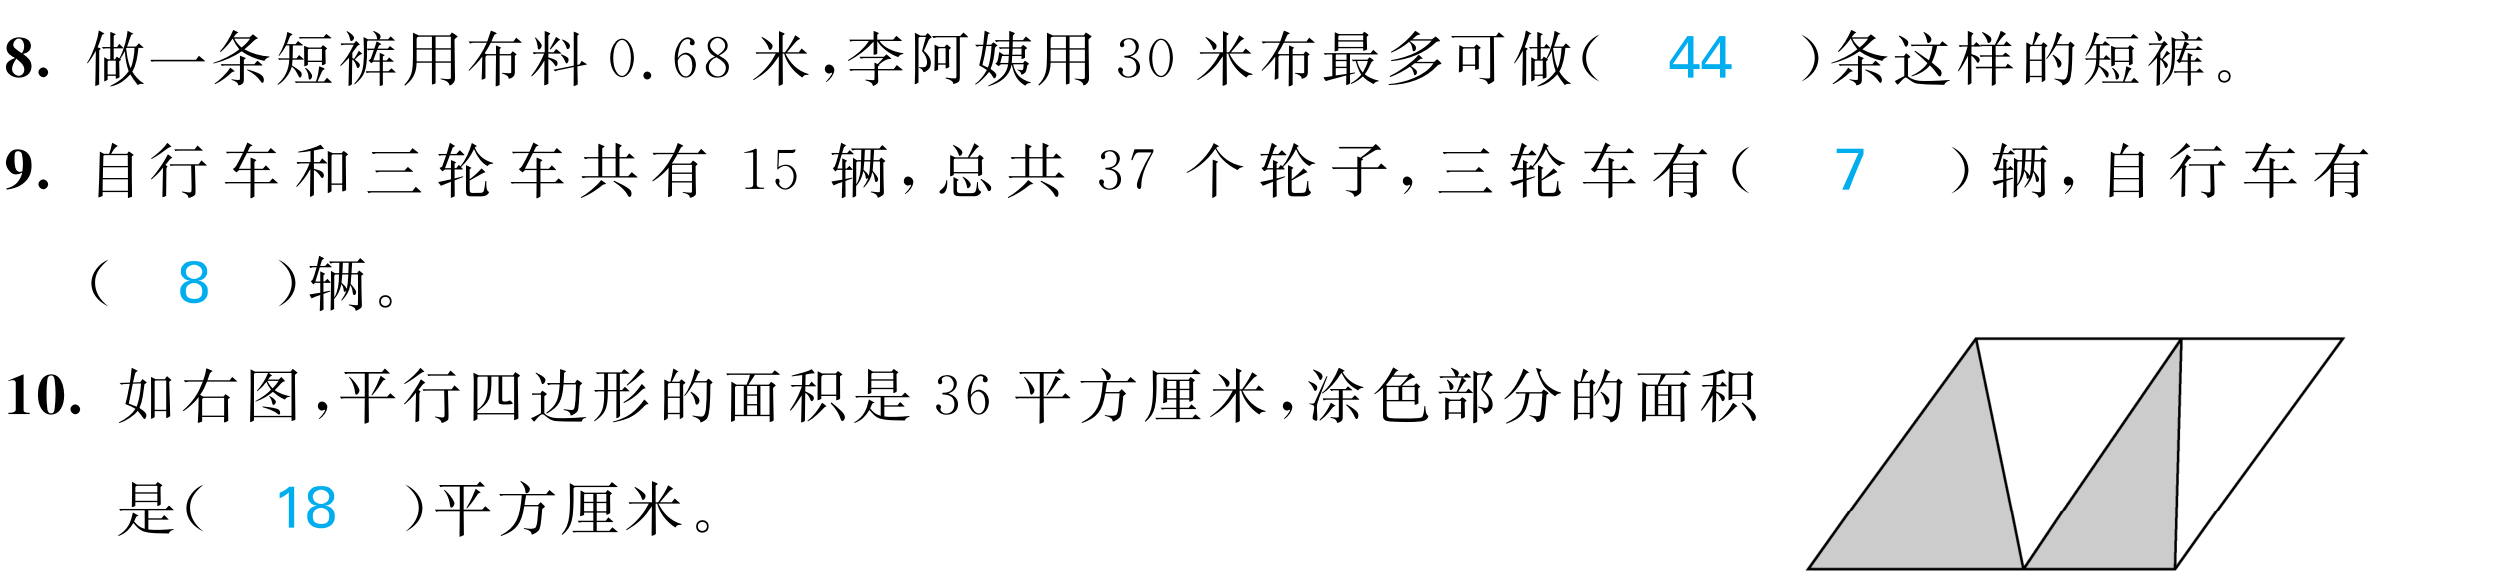 8. 做一条短裙用布料 0.68 米,李阿姨用 30 米布最多可做( 44 )条这样的短裙。
9. 自行车和三轮车共有 15 辆,总共 37 个轮子,三轮车有( 7 )辆,自行车有
( 8 )辆。
10. 如右图,平行四边形面积是 36 平方厘米,涂色部分的面积
是( 18 )平方厘米。